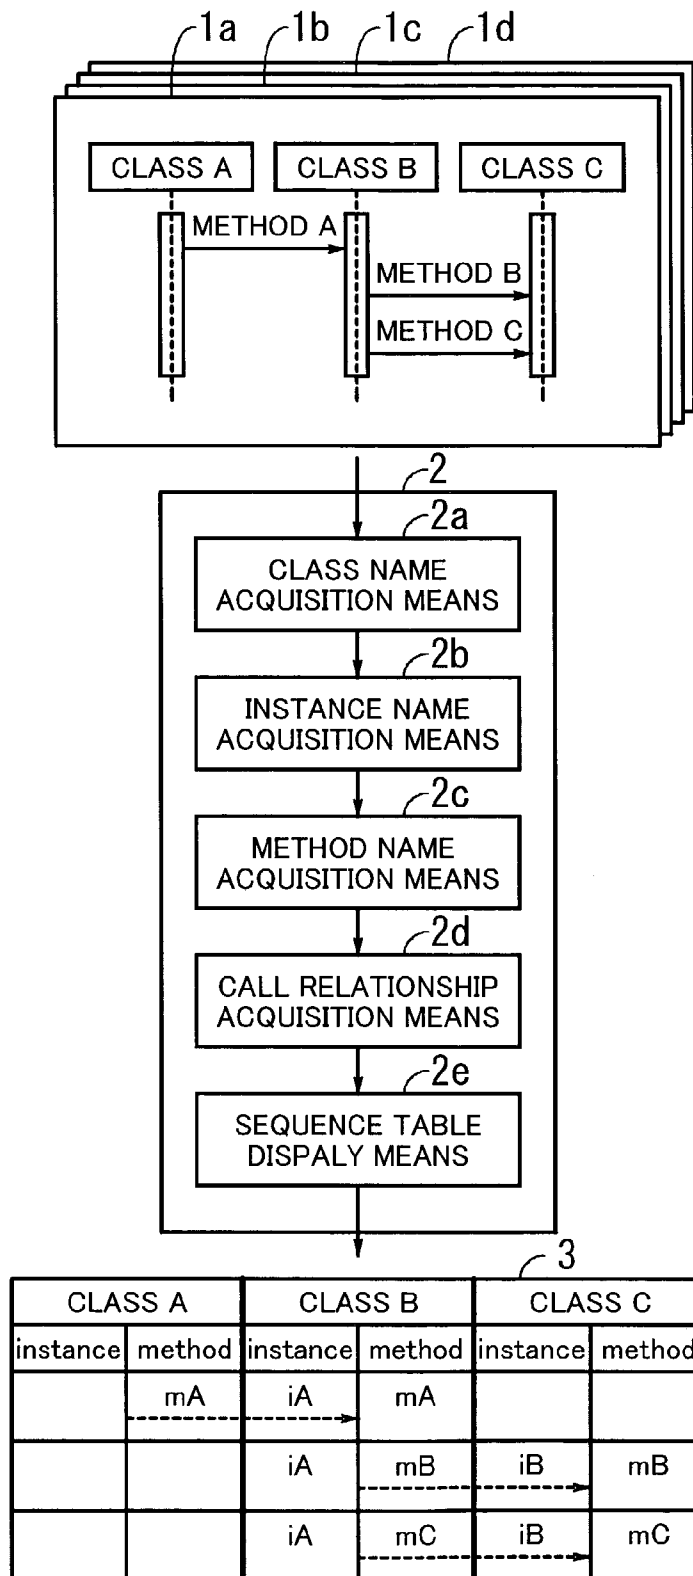 1a 1b 1c 1d
CLASS A CLASS B CLASS C
METHOD A
METHOD B
METHOD C
2
2a
CLASS NAME
ACQUISITION MEANS
2b
INSTANCE NAME
ACQUISITION MEANS
2c
METHOD NAME
ACQUISITION MEANS
2d
CALL RELATIONSHIP
ACQUISITION MEANS
2e
SEQUENCE TABLE
DISPALY MEANS
3
CLASS A CLASS B CLASS C
instance method instance method instance method
mA iA mA
iA mB iB mB
iA mC iB mC